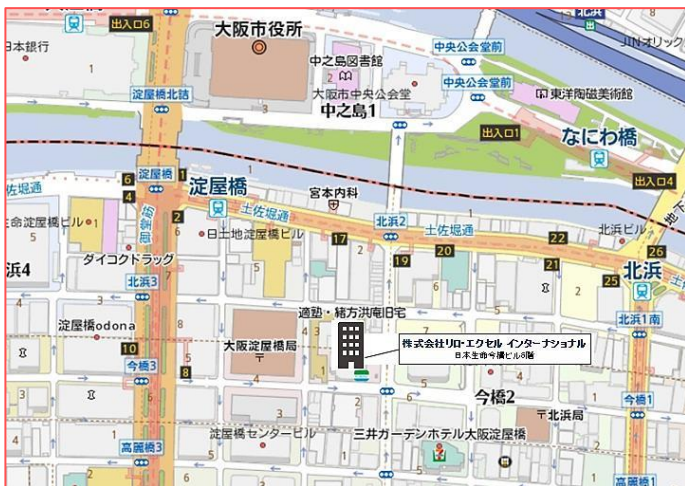 出入口6
大阪市役所
北浜
JINオリック
日本銀行
中之島図書館
中央公会堂前
中央公会堂前
淀屋橋北詰
大阪市中央公会堂
東洋陶磁美術館
中之島1
出入口1
なにわ橋
出入口4
土佐堀通
淀屋橋
宮本内科
地下
御堂筋
土佐堀通
北浜2
土佐堀通
生命淀屋橋ビル
日土地淀屋橋ビル
北浜ビル
17
19
20
22
21
26
25
ダイコクドラッグ
浜4
北浜
北浜3
適塾・緒方洪庵旧宅
北浜1南
淀屋橋odona
大阪淀屋橋局
株式会社リロ・エクセル インターナショナル
日本生命今橋ビル8階
10
8
今橋3
今橋2
今橋1
北浜局
淀屋橋センタービル
三井ガーデンホテル大阪淀屋橋
高麗橋3
高麗橋1